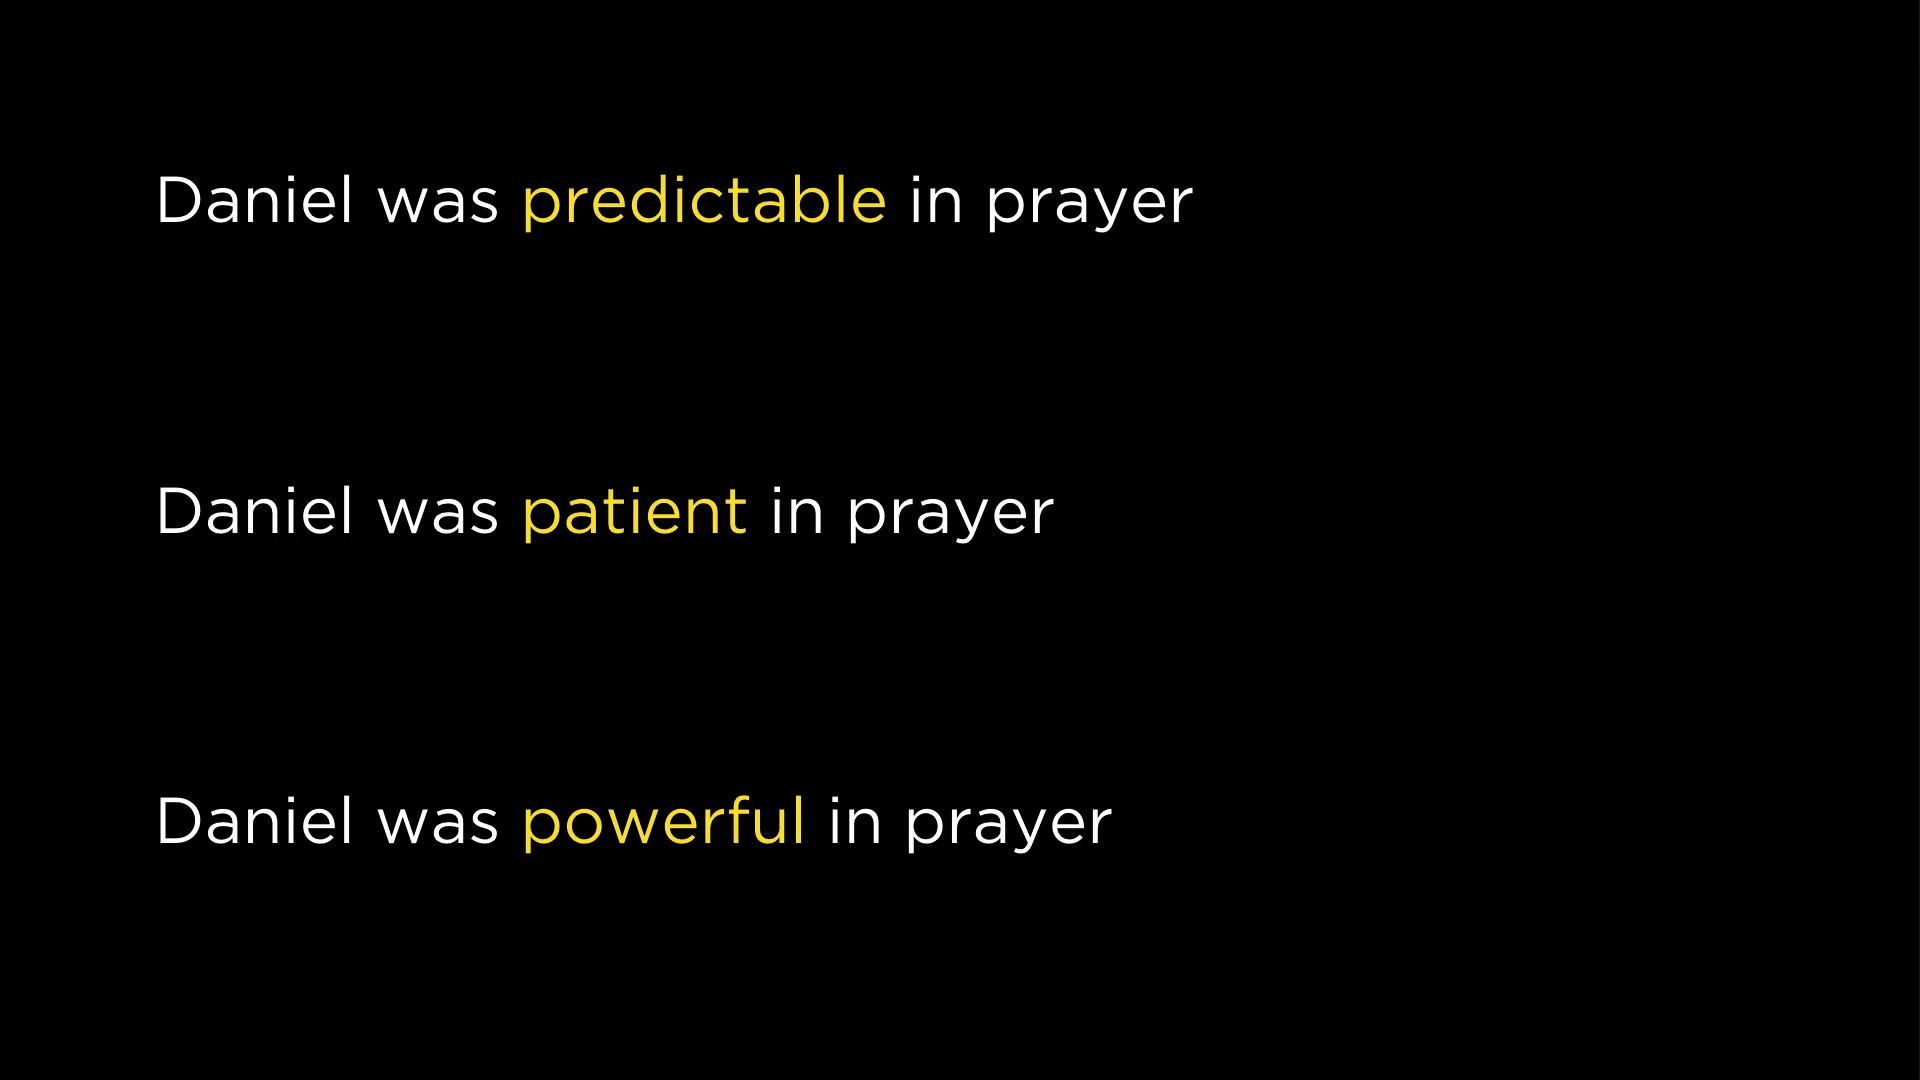 Daniel was predictable in prayer
Daniel was patient in prayer
Daniel was powerful in prayer